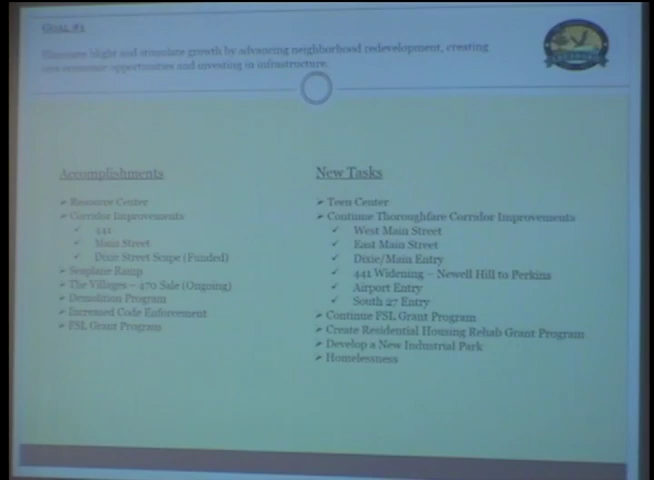 GOAL #1
Eliminate blight and stimulate growth by advancing neighborhood redevelopment, creating
new economic opportunities and investing in infrastructure.
Accomplishments
➢ Resource Center
➢ Corridor Improvements
✓ 441
✓ Main Street
✓ Dixie Street Scape (Funded)
➢ Seaplane Ramp
➢ The Villages – 470 Sale (Ongoing)
➢ Demolition Program
➢ Increased Code Enforcement
➢ FSL Grant Program
New Tasks
➢ Teen Center
➢ Continue Thoroughfare Corridor Improvements
✓ West Main Street
✓ East Main Street
✓ Dixie/Main Entry
✓ 441 Widening – Newell Hill to Perkins
✓ Airport Entry
✓ South 27 Entry
➢ Continue FSL Grant Program
➢ Create Residential Housing Rehab Grant Program
➢ Develop a New Industrial Park
➢ Homelessness